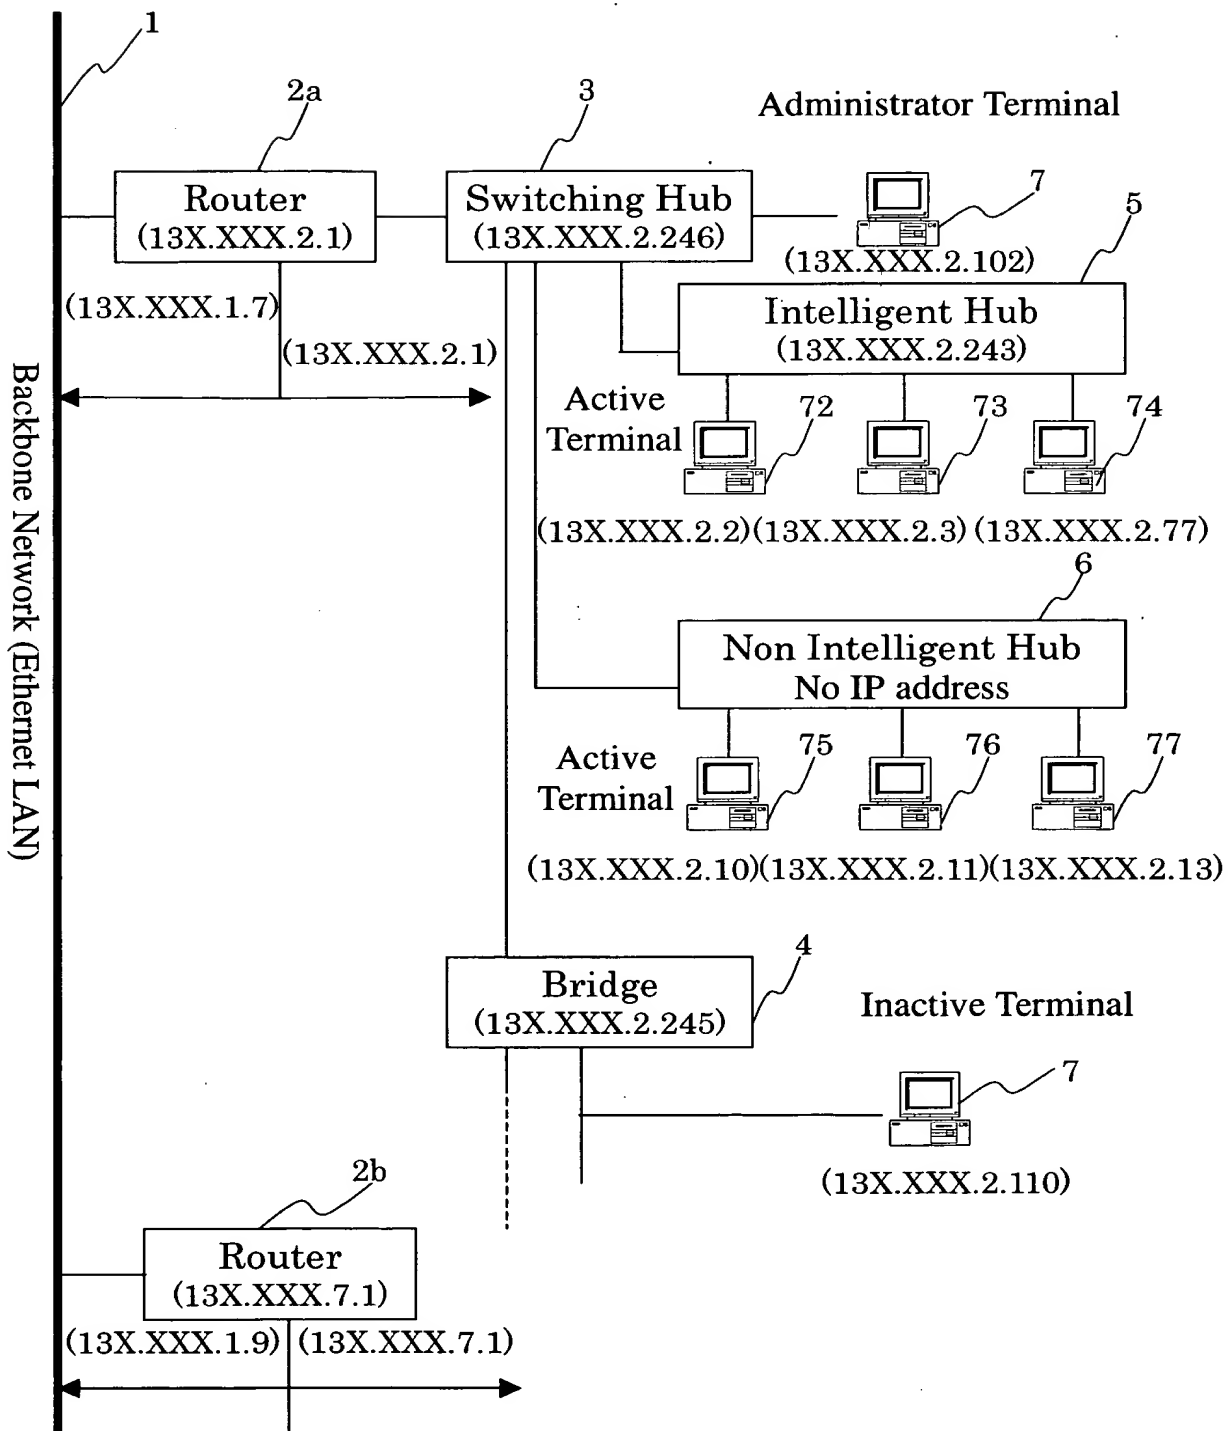 1
2a
3
Administrator Terminal
Router
(13X.XXX.2.1)
Switching Hub
(13X.XXX.2.246)
7
(13X.XXX.2.102)
5
(13X.XXX.1.7)
(13X.XXX.2.1)
Intelligent Hub
(13X.XXX.2.243)
Backbone Network (Ethernet LAN)
Active
Terminal
72
73
74
(13X.XXX.2.2)(13X.XXX.2.3) (13X.XXX.2.77)
6
Non Intelligent Hub
No IP address
Active
Terminal
75
76
77
(13X.XXX.2.10)(13X.XXX.2.11)(13X.XXX.2.13)
4
Bridge
(13X.XXX.2.245)
Inactive Terminal
7
(13X.XXX.2.110)
2b
Router
(13X.XXX.7.1)
(13X.XXX.1.9)
(13X.XXX.7.1)